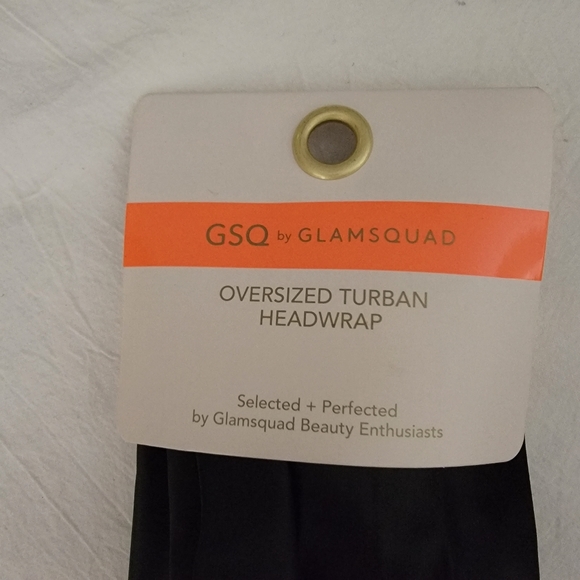 GSQ by GLAMSQUAD
OVERSIZED TURBAN
HEADWRAP
Selected + Perfected
by Glamsquad Beauty Enthusiasts